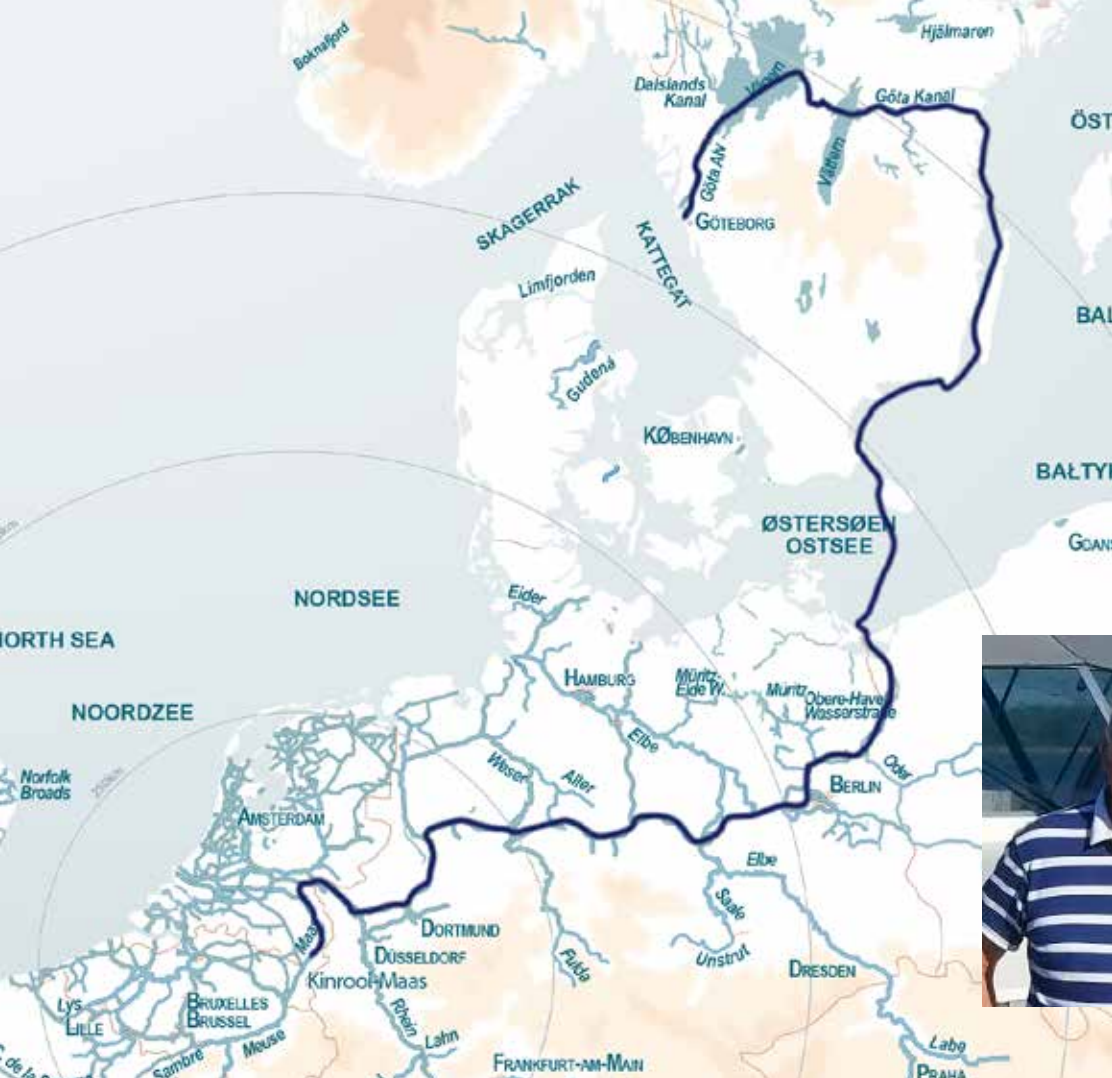 Boknafjord
Hjälmaren
Dalslands
Kanal
Vänern
Göta Kanal
ÖST
Göta Älv
Vättern
SKAGERRAK
GÖTEBORG
KATTEGAT
Limfjorden
BAL
Gudenå
KØBENHAVN
BAŁTY
ØSTERSØEN
OSTSEE
GDANS
NORDSEE
Eider
NORTH SEA
HAMBURG
Müritz-
Elde W.
Müritz
Obere-Havel
Wasserstraße
NOORDZEE
Elbe
Weser
Aller
Oder
Norfolk
Broads
250km
BERLIN
AMSTERDAM
Elbe
Saale
DORTMUND
Maas
DÜSSELDORF
Fulda
Unstrut
DRESDEN
Kinrooi-Maas
BRUXELLES
BRUSSEL
Lys
LILLE
Rhein
Lahn
Meuse
Sambre
Labe
FRANKFURT-AM-MAIN
PRAHA